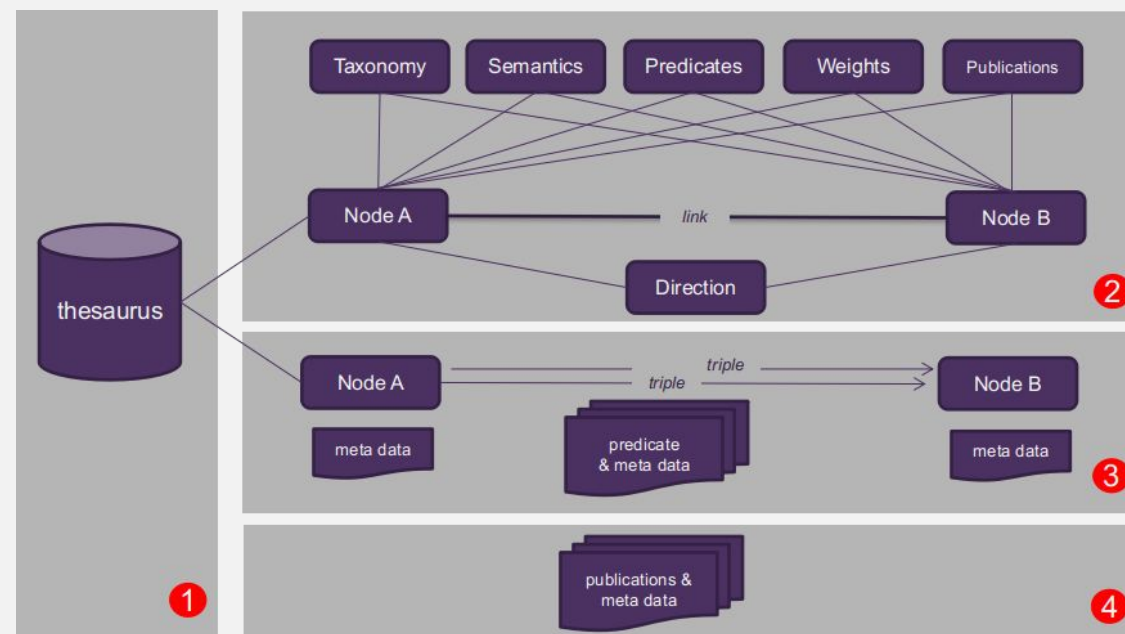 Taxonomy
Semantics
Predicates
Weights
Publications
Node A
link
Node B
Direction
2
thesaurus
1
Node A
triple
triple
Node B
meta data
predicate
& meta data
meta data
3
publications &
meta data
4